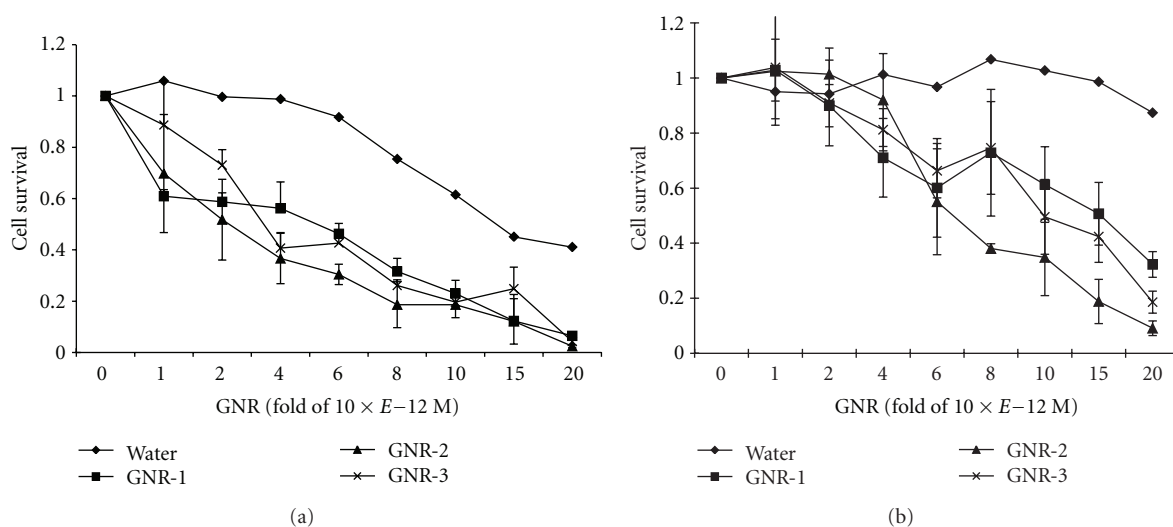 1.2
1
0.8
0.6
0.4
0.2
0
Cell survival
0 1 2 4 6 8 10 15 20
GNR (fold of 10 × E−12 M)
Water
GNR-1
GNR-2
GNR-3
(a)
1.2
1
0.8
0.6
0.4
0.2
0
Cell survival
0 1 2 4 6 8 10 15 20
GNR (fold of 10 × E−12 M)
Water
GNR-1
GNR-2
GNR-3
(b)